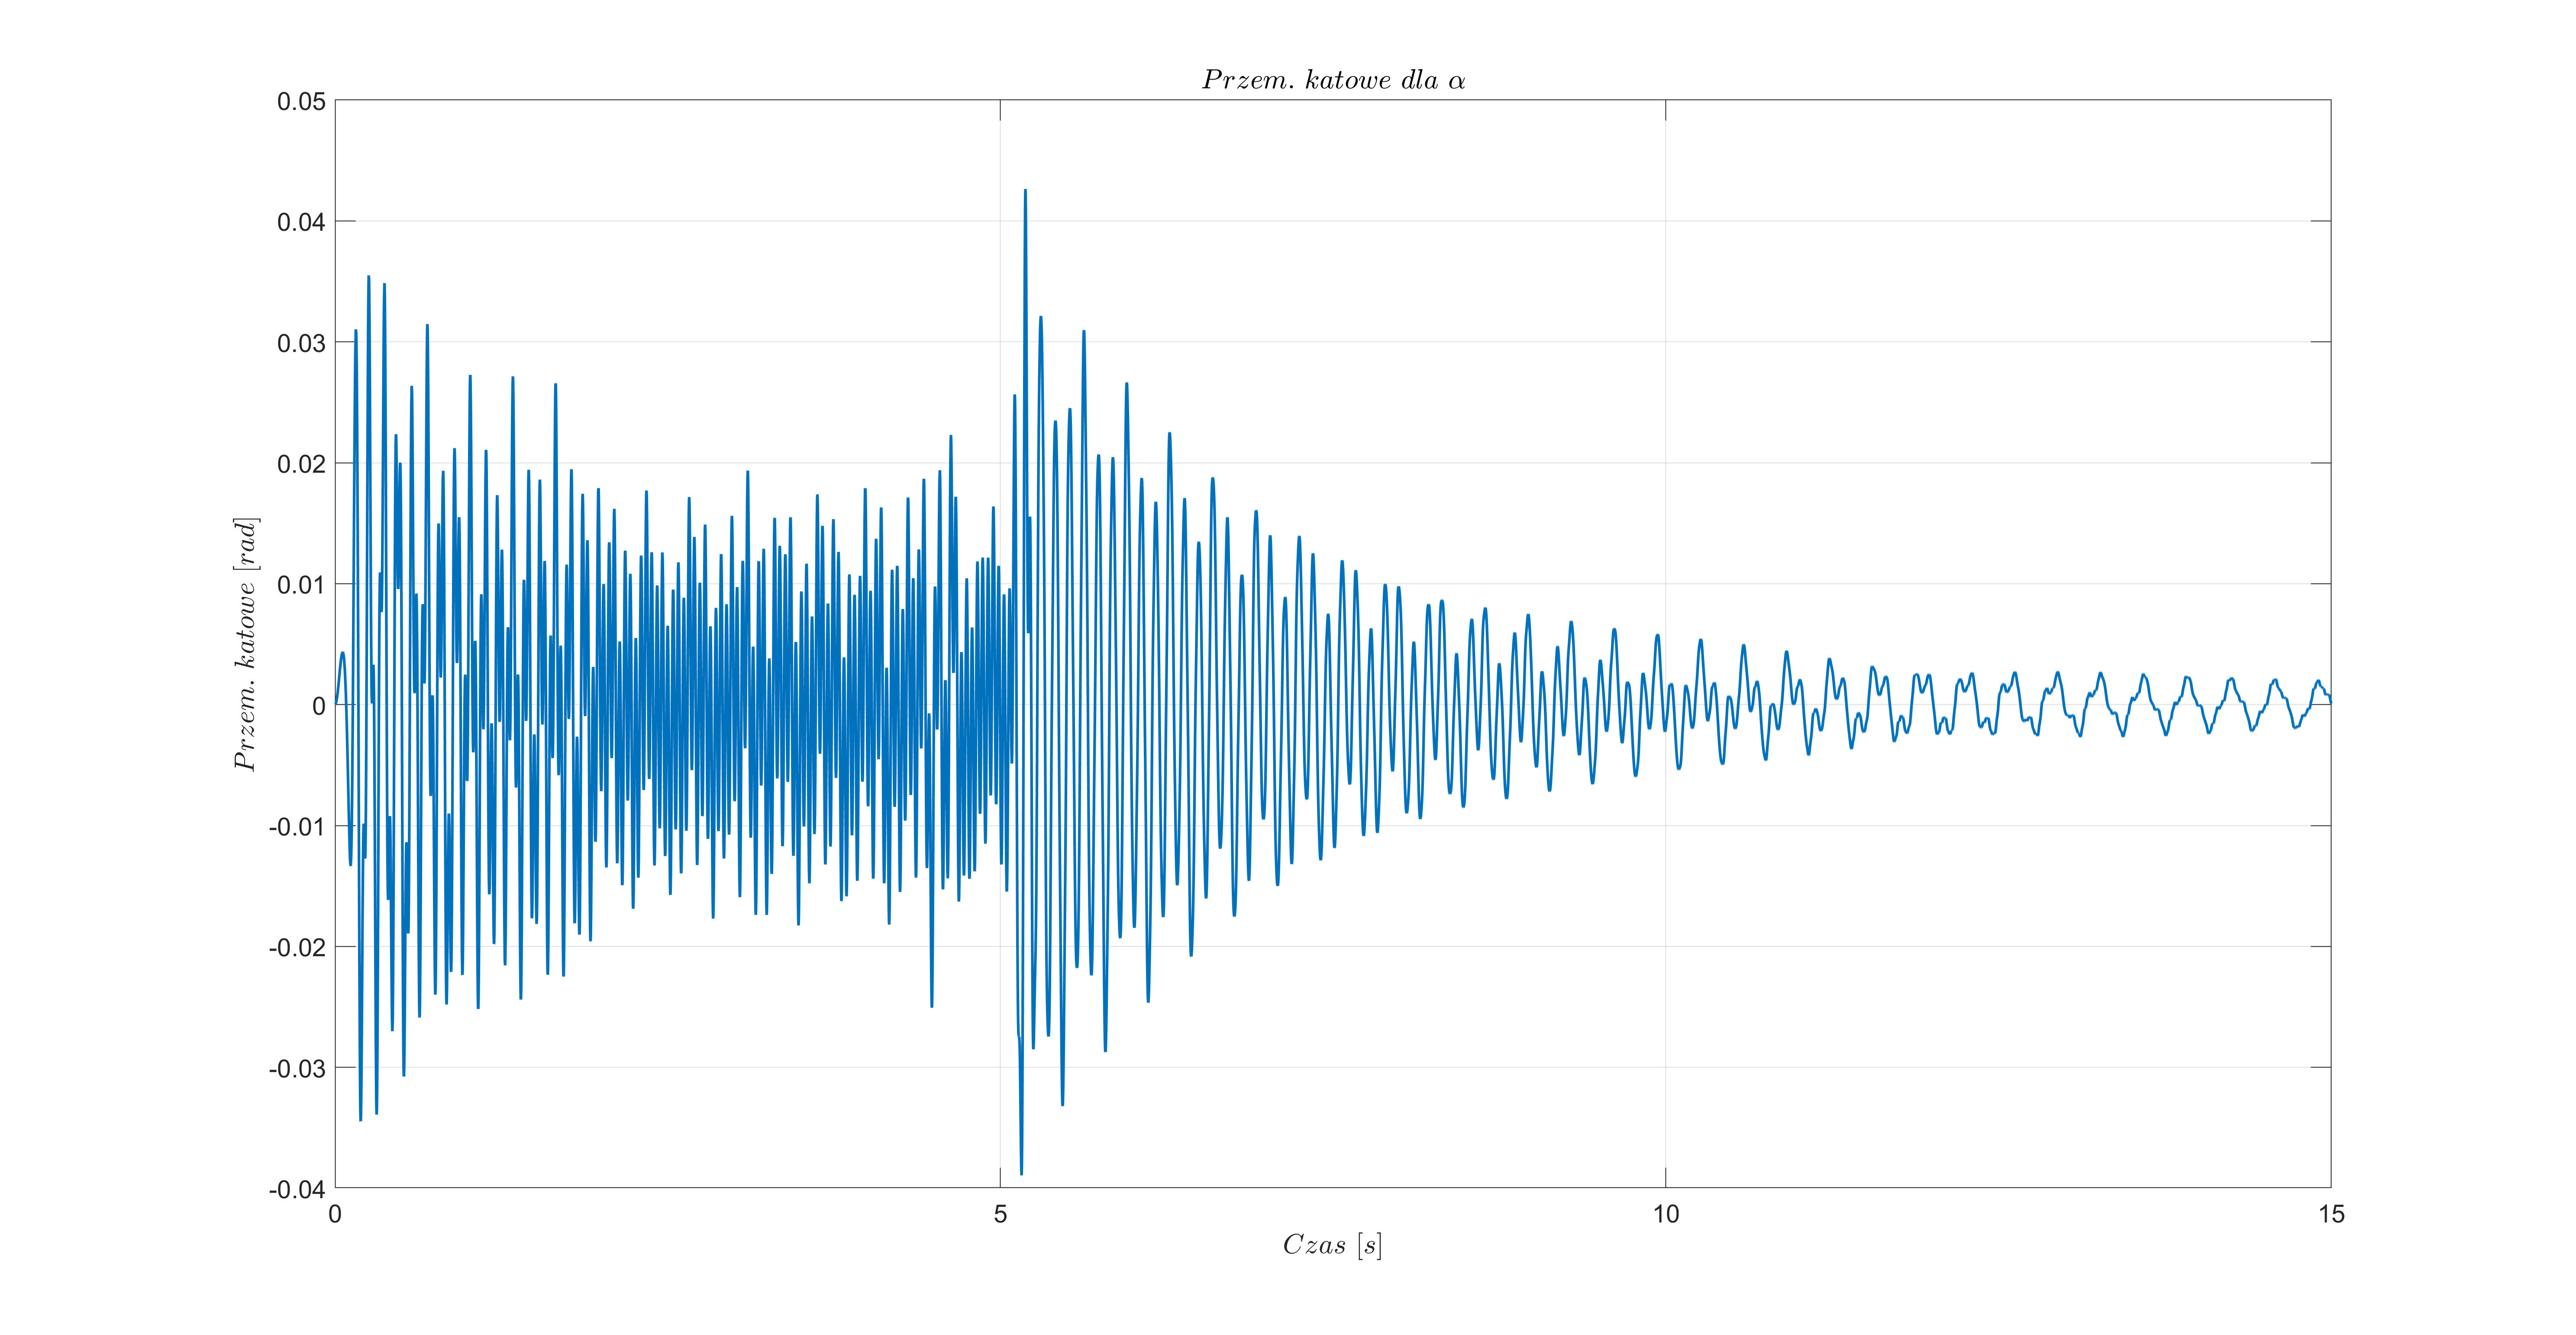 Przem. katowe dla α
0.05
0.04
0.03
0.02
0.01
0
-0.01
-0.02
-0.03
-0.04
Przem. katowe [rad]
0 5 10 15
Czas [s]